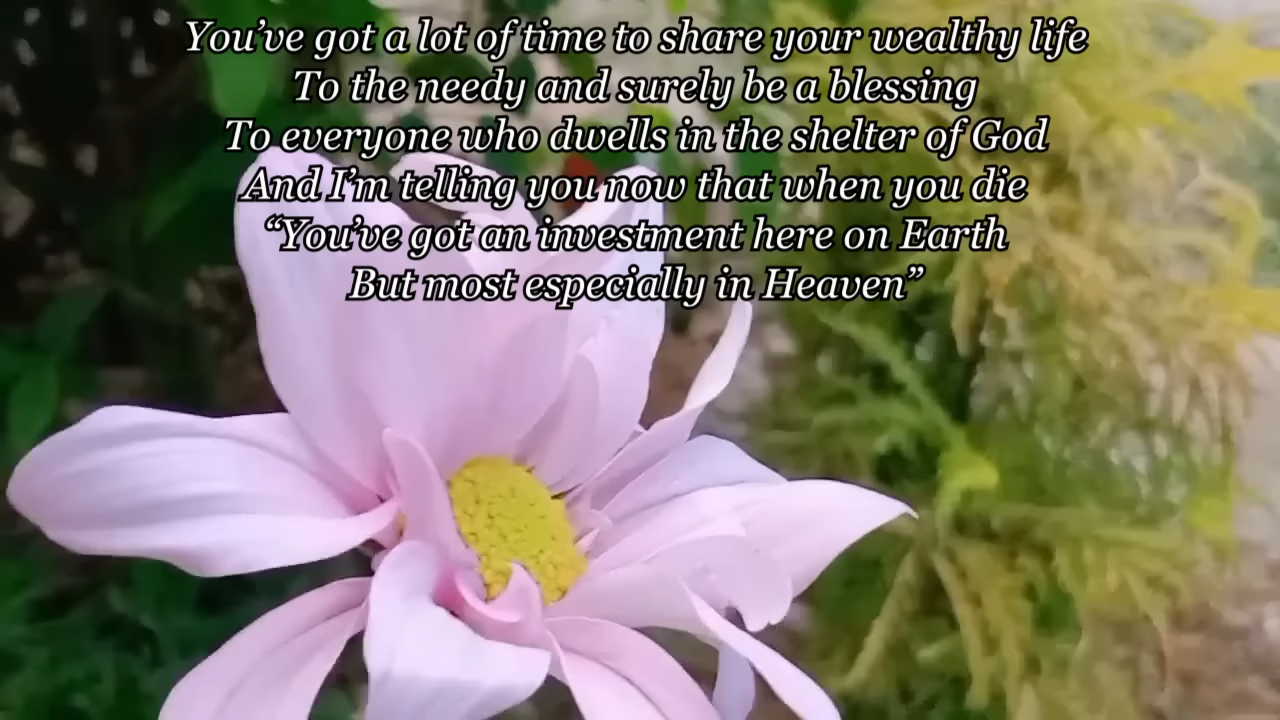 You’ve got a lot of time to share your wealthy life
To the needy and surely be a blessing
To everyone who dwells in the shelter of God
And I’m telling you now that when you die
“You’ve got an investment here on Earth
But most especially in Heaven”